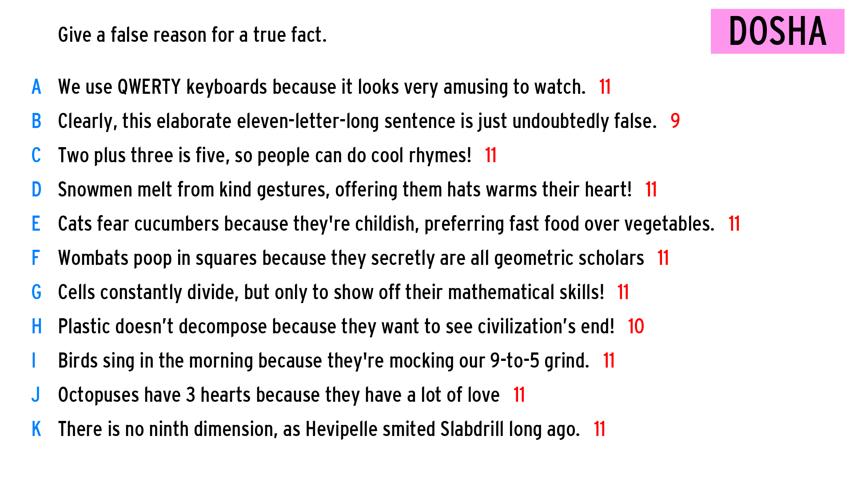 Give a false reason for a true fact.
DOSHA
A We use QWERTY keyboards because it looks very amusing to watch. 11
B Clearly, this elaborate eleven-letter-long sentence is just undoubtedly false. 9
C Two plus three is five, so people can do cool rhymes! 11
D Snowmen melt from kind gestures, offering them hats warms their heart! 11
E Cats fear cucumbers because they're childish, preferring fast food over vegetables. 11
F Wombats poop in squares because they secretly are all geometric scholars 11
G Cells constantly divide, but only to show off their mathematical skills! 11
H Plastic doesn’t decompose because they want to see civilization’s end! 10
I Birds sing in the morning because they're mocking our 9-to-5 grind. 11
J Octopuses have 3 hearts because they have a lot of love 11
K There is no ninth dimension, as Hevipelle smited Slabdrill long ago. 11